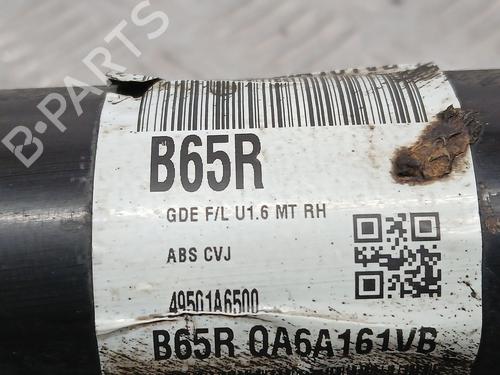 B-PARTS
B65R
GDE F/L U1.6 MT RH
ABS CVJ
49501A6500
B65R QA6A161VB